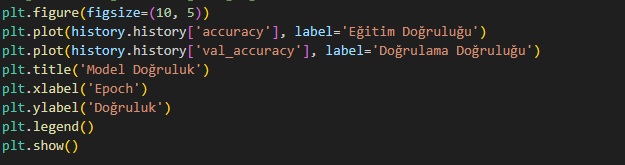 plt.figure(figsize=(10, 5))
plt.plot(history.history['accuracy'], label='Eğitim Doğruluğu')
plt.plot(history.history['val_accuracy'], label='Doğrulama Doğruluğu')
plt.title('Model Doğruluk')
plt.xlabel('Epoch')
plt.ylabel('Doğruluk')
plt.legend()
plt.show()